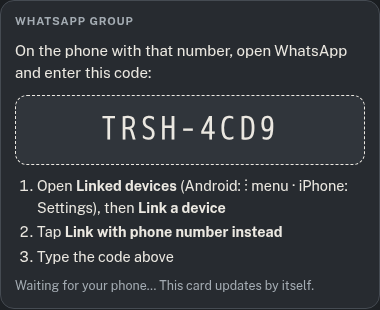 WHATSAPP GROUP
On the phone with that number, open WhatsApp
and enter this code:
TRSH-4CD9
1. Open Linked devices (Android: ⋮ menu · iPhone:
Settings), then Link a device
2. Tap Link with phone number instead
3. Type the code above
Waiting for your phone... This card updates by itself.